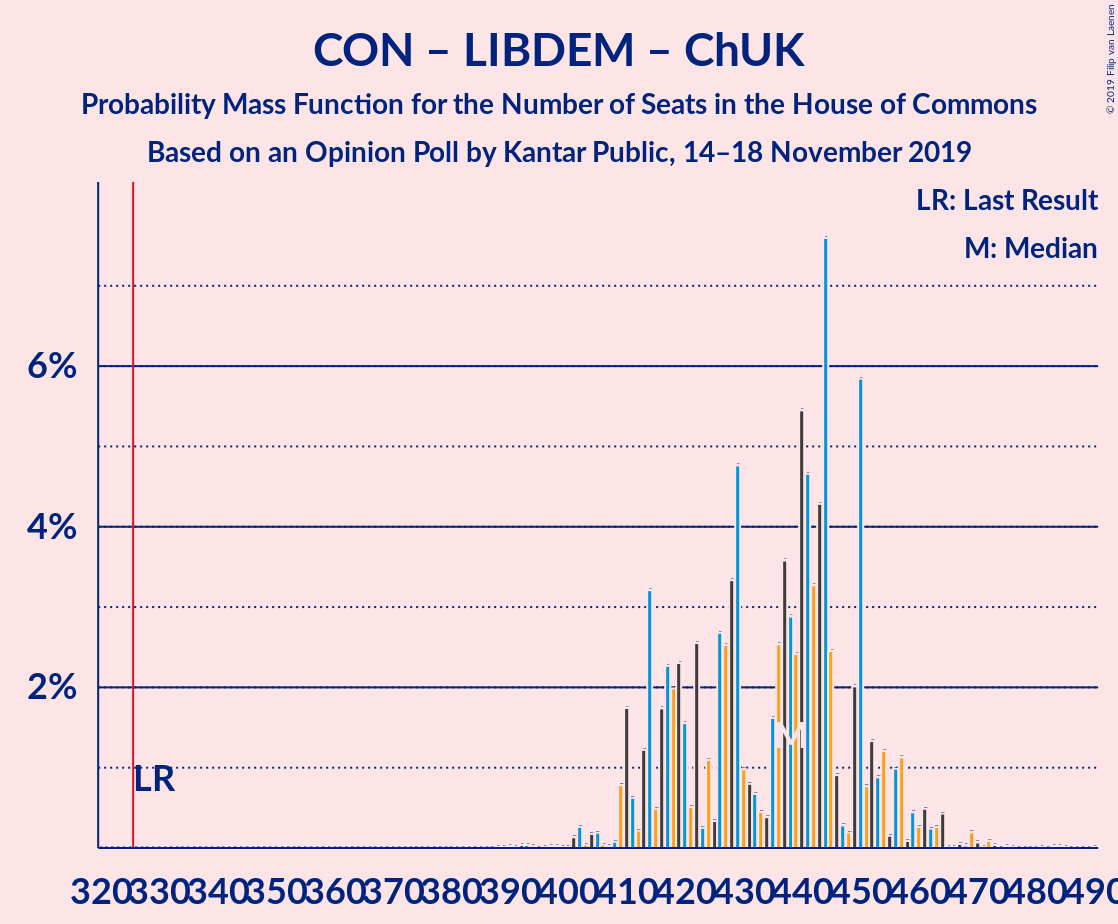 CON – LIBDEM – ChUK
Probability Mass Function for the Number of Seats in the House of Commons
Based on an Opinion Poll by Kantar Public, 14–18 November 2019
© 2019 Filip van Laenen
LR: Last Result
M: Median
6%
4%
2%
LR
M
320 330 340 350 360 370 380 390 400 410 420 430 440 450 460 470 480 490